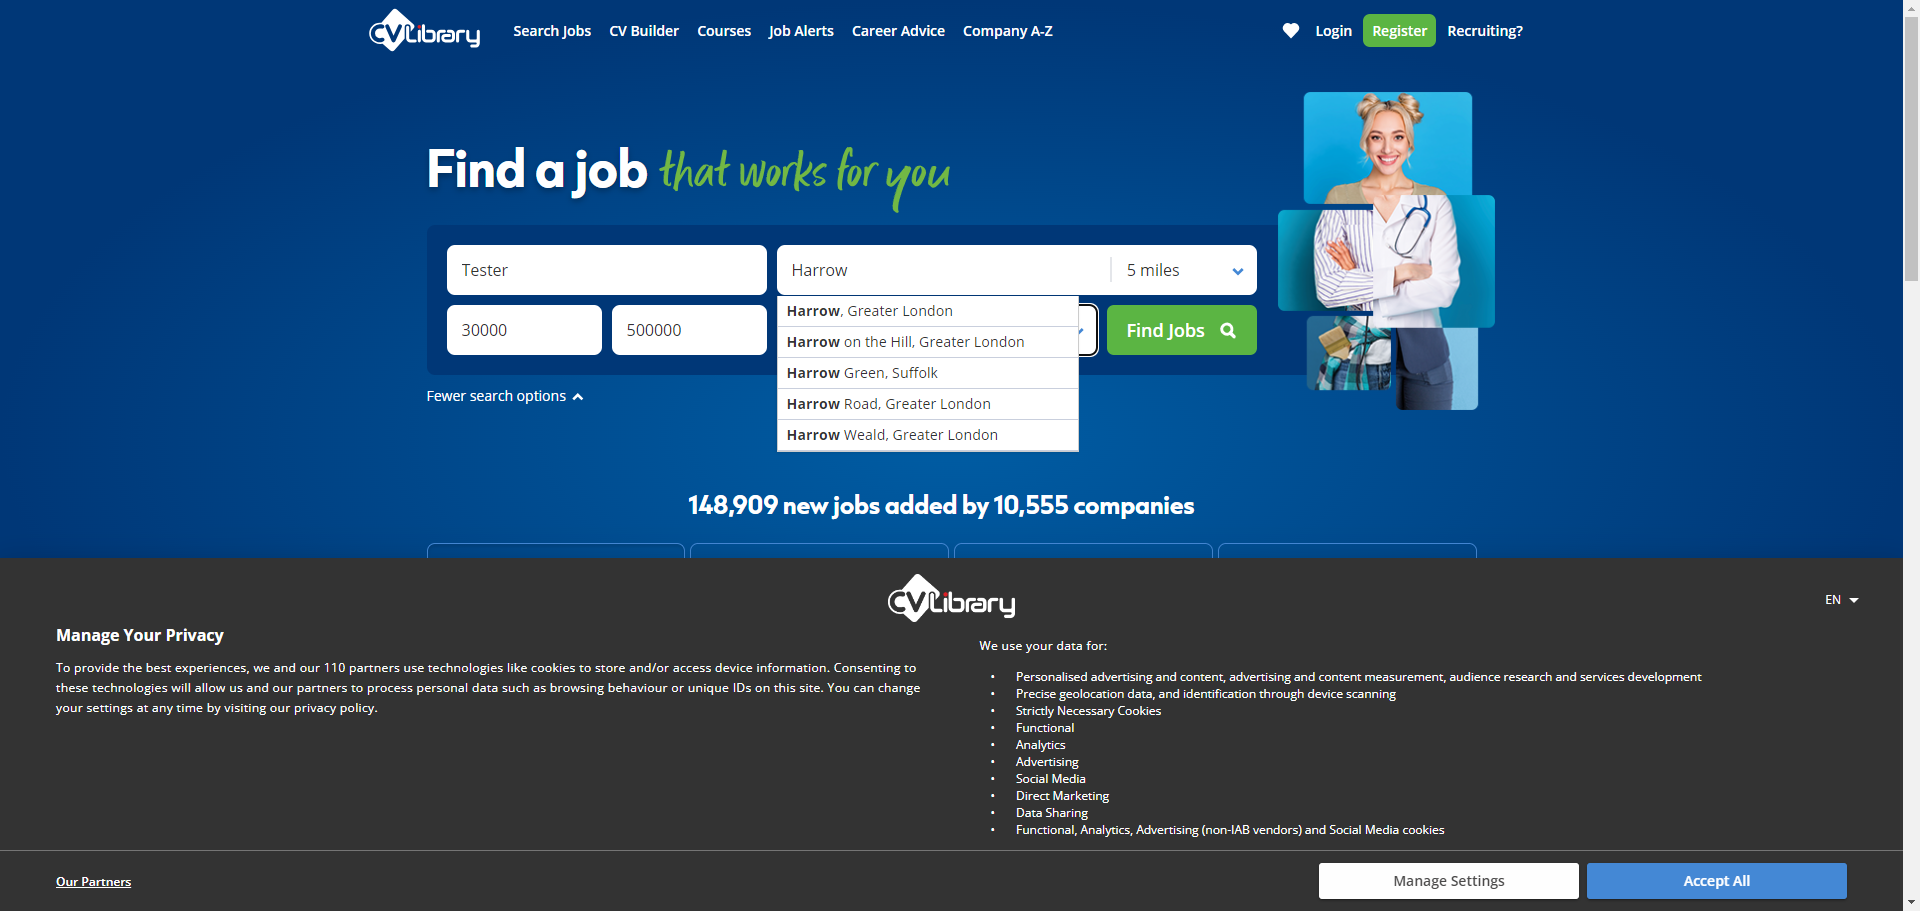 CVLibrary
Search Jobs
CV Builder
Courses
Job Alerts
Career Advice
Company A-Z
Login
Register
Recruiting?
Find a job that works for you
Tester
Harrow
5 miles
30000
500000
Find Jobs
Harrow, Greater London
Harrow on the Hill, Greater London
Harrow Green, Suffolk
Harrow Road, Greater London
Harrow Weald, Greater London
Fewer search options
148,909 new jobs added by 10,555 companies
CVLibrary
EN
Manage Your Privacy
To provide the best experiences, we and our 110 partners use technologies like cookies to store and/or access device information. Consenting to
these technologies will allow us and our partners to process personal data such as browsing behaviour or unique IDs on this site. You can change
your settings at any time by visiting our privacy policy.
We use your data for:
• Personalised advertising and content, advertising and content measurement, audience research and services development
• Precise geolocation data, and identification through device scanning
• Strictly Necessary Cookies
• Functional
• Analytics
• Advertising
• Social Media
• Direct Marketing
• Data Sharing
• Functional, Analytics, Advertising (non-IAB vendors) and Social Media cookies
Our Partners
Manage Settings
Accept All